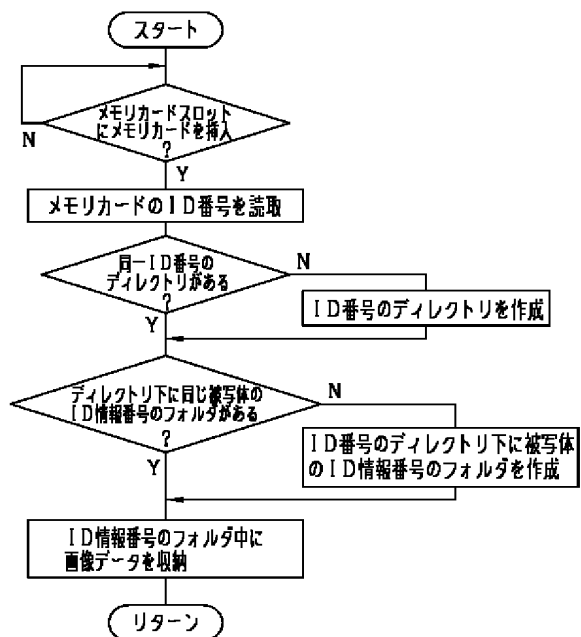 スタート
メモリカードスロット
にメモリカードを挿入
?
N
Y
メモリカードのID番号を読取
同一ID番号の
ディレクトリがある
?
N
Y
ID番号のディレクトリを作成
ディレクトリ下に同じ被写体の
ID情報番号のフォルダがある
?
N
Y
ID番号のディレクトリ下に被写体
のID情報番号のフォルダを作成
ID情報番号のフォルダ中に
画像データを収納
リターン